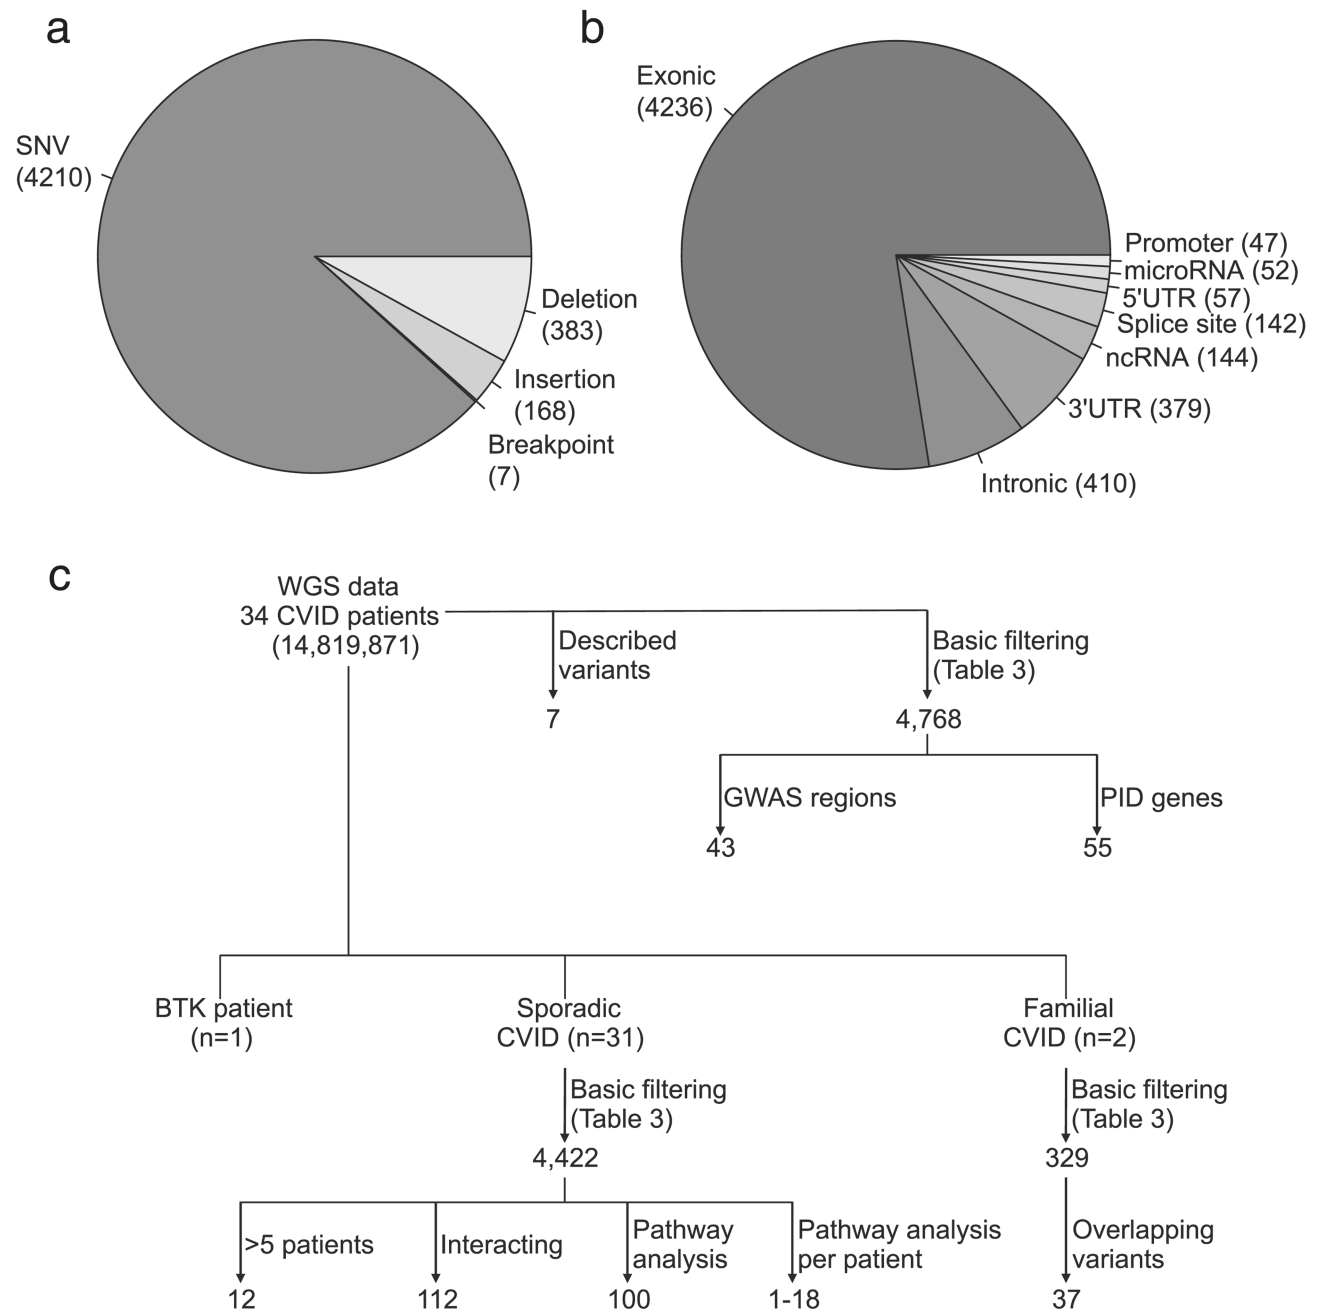 a
SNV
(4210)
Deletion
(383)
Insertion
(168)
Breakpoint
(7)
b
Exonic
(4236)
Promoter (47)
microRNA (52)
5'UTR (57)
Splice site (142)
ncRNA (144)
3'UTR (379)
Intronic (410)
c
WGS data
34 CVID patients
(14,819,871)
Described
variants
7
Basic filtering
(Table 3)
4,768
GWAS regions
43
PID genes
55
BTK patient
(n=1)
Sporadic
CVID (n=31)
Familial
CVID (n=2)
Basic filtering
(Table 3)
4,422
Basic filtering
(Table 3)
329
>5 patients
12
Interacting
112
Pathway
analysis
100
Pathway analysis
per patient
1-18
Overlapping
variants
37